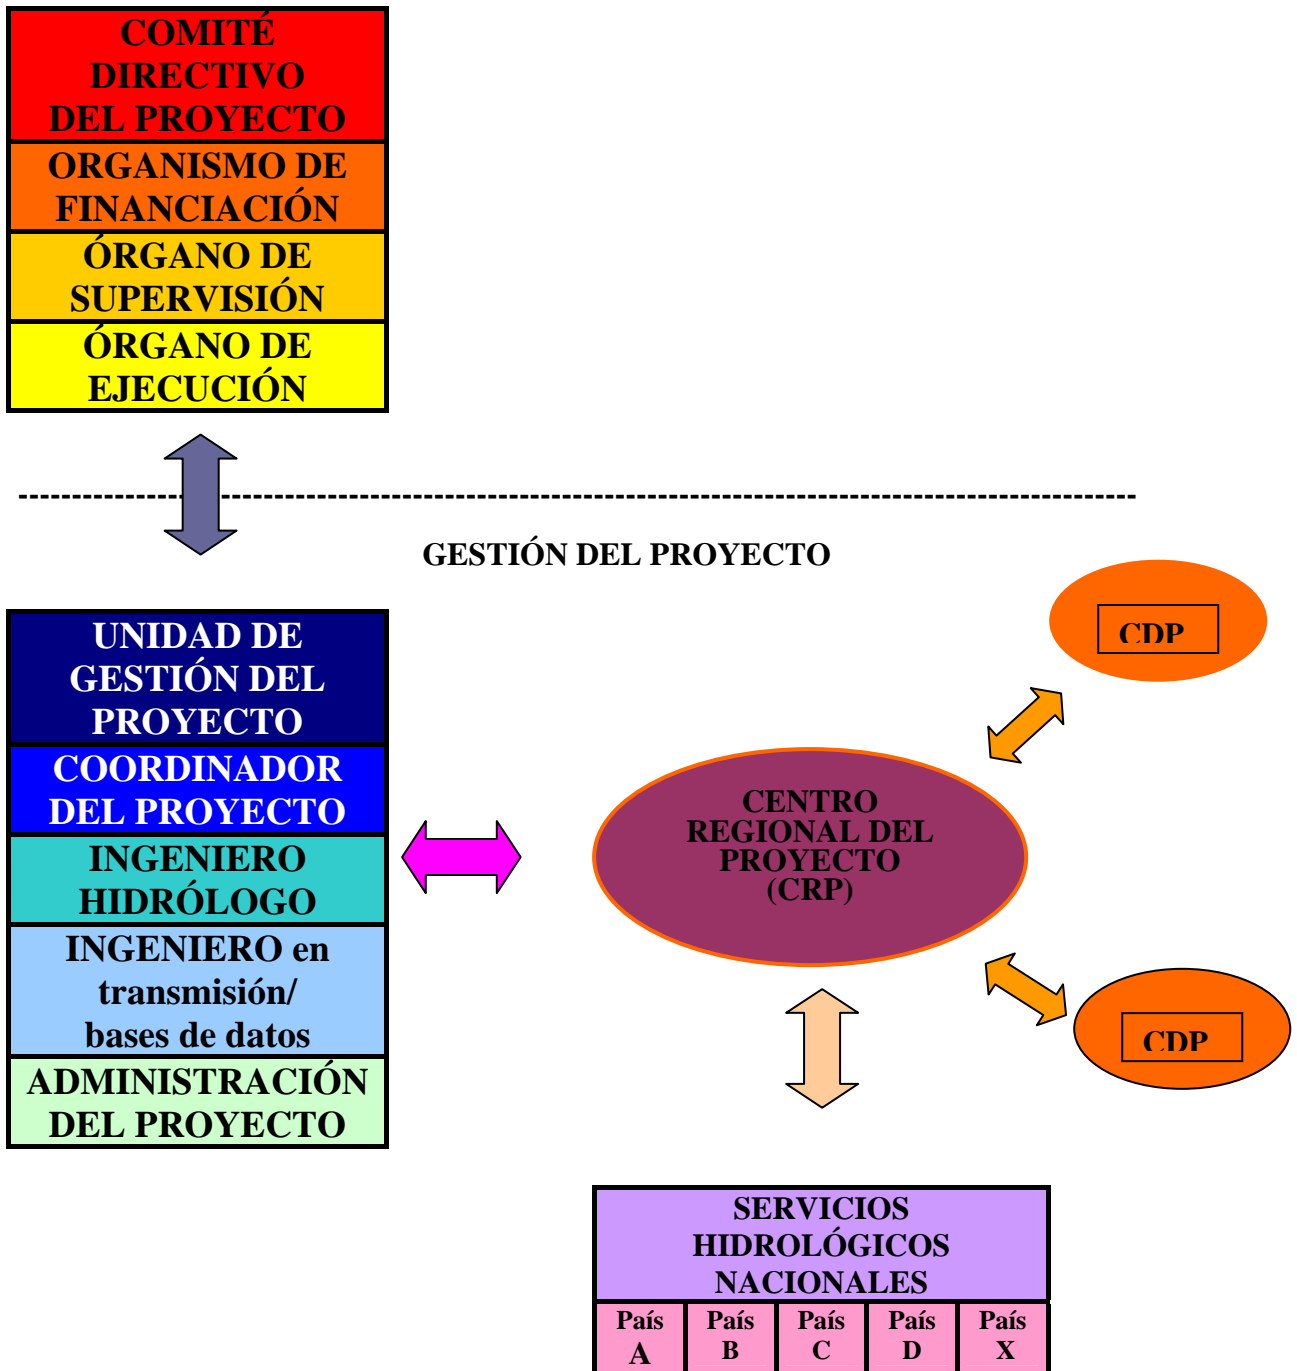 COMITÉ
DIRECTIVO
DEL PROYECTO
ORGANISMO DE
FINANCIACIÓN
ÓRGANO DE
SUPERVISIÓN
ÓRGANO DE
EJECUCIÓN
GESTIÓN DEL PROYECTO
UNIDAD DE
GESTIÓN DEL
PROYECTO
COORDINADOR
DEL PROYECTO
INGENIERO
HIDRÓLOGO
INGENIERO en
transmisión/
bases de datos
ADMINISTRACIÓN
DEL PROYECTO
CDP
CENTRO
REGIONAL DEL
PROYECTO
(CRP)
CDP
SERVICIOS
HIDROLÓGICOS
NACIONALES
País País País País País
A B C D X